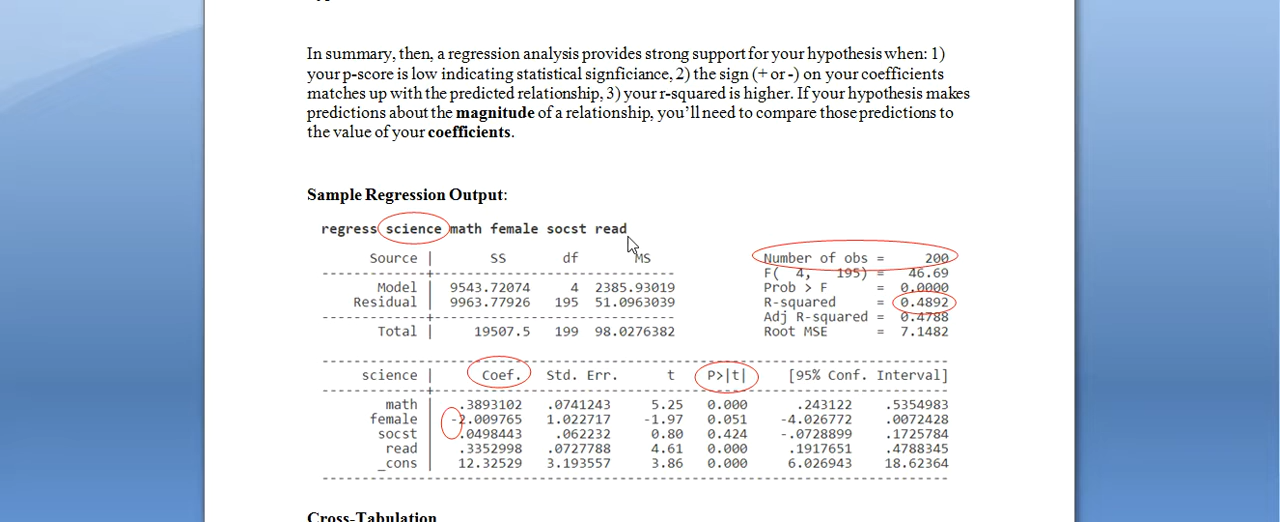 In summary, then, a regression analysis provides strong support for your hypothesis when: 1)
your p-score is low indicating statistical signficiance, 2) the sign (+ or -) on your coefficients
matches up with the predicted relationship, 3) your r-squared is higher. If your hypothesis makes
predictions about the magnitude of a relationship, you'll need to compare those predictions to
the value of your coefficients.
Sample Regression Output:
regress science math female socst read
Source | SS df MS Number of obs = 200
-------------+------------------------------ F( 4, 195) = 46.69
Model | 9543.72074 4 2385.93019 Prob > F = 0.0000
Residual | 9963.77926 195 51.0963039 R-squared = 0.4892
-------------+------------------------------ Adj R-squared = 0.4788
Total | 19507.5 199 98.0276382 Root MSE = 7.1482
------------------------------------------------------------------------------
science | Coef. Std. Err. t P>|t| [95% Conf. Interval]
-------------+----------------------------------------------------------------
math | .3893102 .0741243 5.25 0.000 .243122 .5354983
female | -2.009765 1.022717 -1.97 0.051 -4.026772 .0072428
socst | .0498443 .062232 0.80 0.424 -.0728899 .1725784
read | .3352998 .0727788 4.61 0.000 .1917651 .4788345
_cons | 12.32529 3.193557 3.86 0.000 6.026943 18.62364
------------------------------------------------------------------------------
Cross-Tabulation